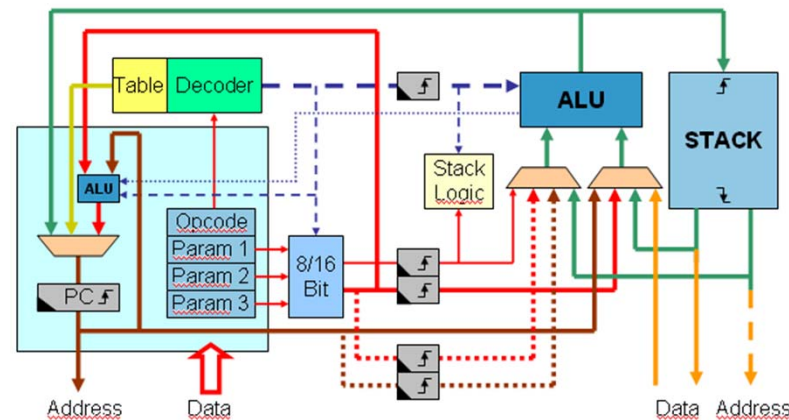 Table
Decoder
ALU
STACK
ALU
Stack
Logic
Opcode
Param 1
Param 2
Param 3
8/16
Bit
PC
Address
Data
Data
Address